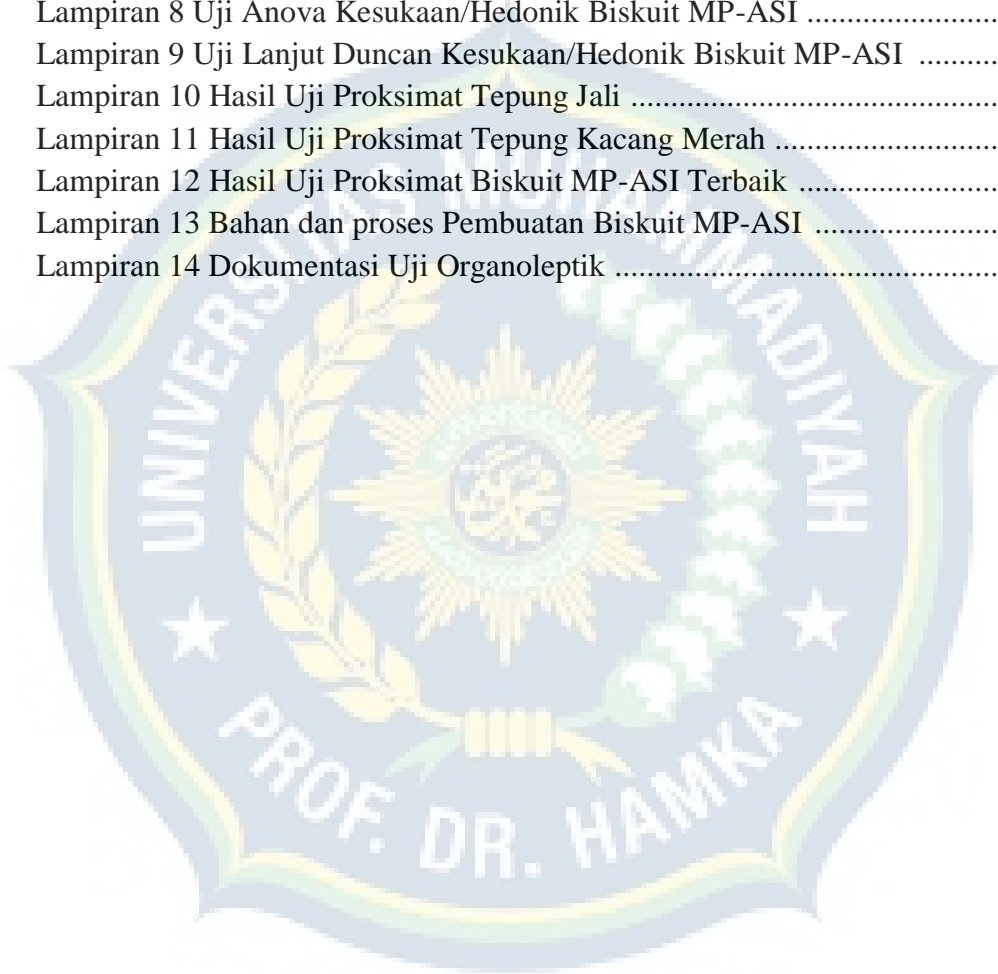 Lampiran 8 Uji Anova Kesukaan/Hedonik Biskuit MP-ASI ........................
Lampiran 9 Uji Lanjut Duncan Kesukaan/Hedonik Biskuit MP-ASI ..........
Lampiran 10 Hasil Uji Proksimat Tepung Jali .............................................
Lampiran 11 Hasil Uji Proksimat Tepung Kacang Merah ...........................
Lampiran 12 Hasil Uji Proksimat Biskuit MP-ASI Terbaik ........................
Lampiran 13 Bahan dan proses Pembuatan Biskuit MP-ASI ......................
Lampiran 14 Dokumentasi Uji Organoleptik ...............................................
UNIVERSITAS MUHAMMADIYAH
PROF. DR. HAMKA